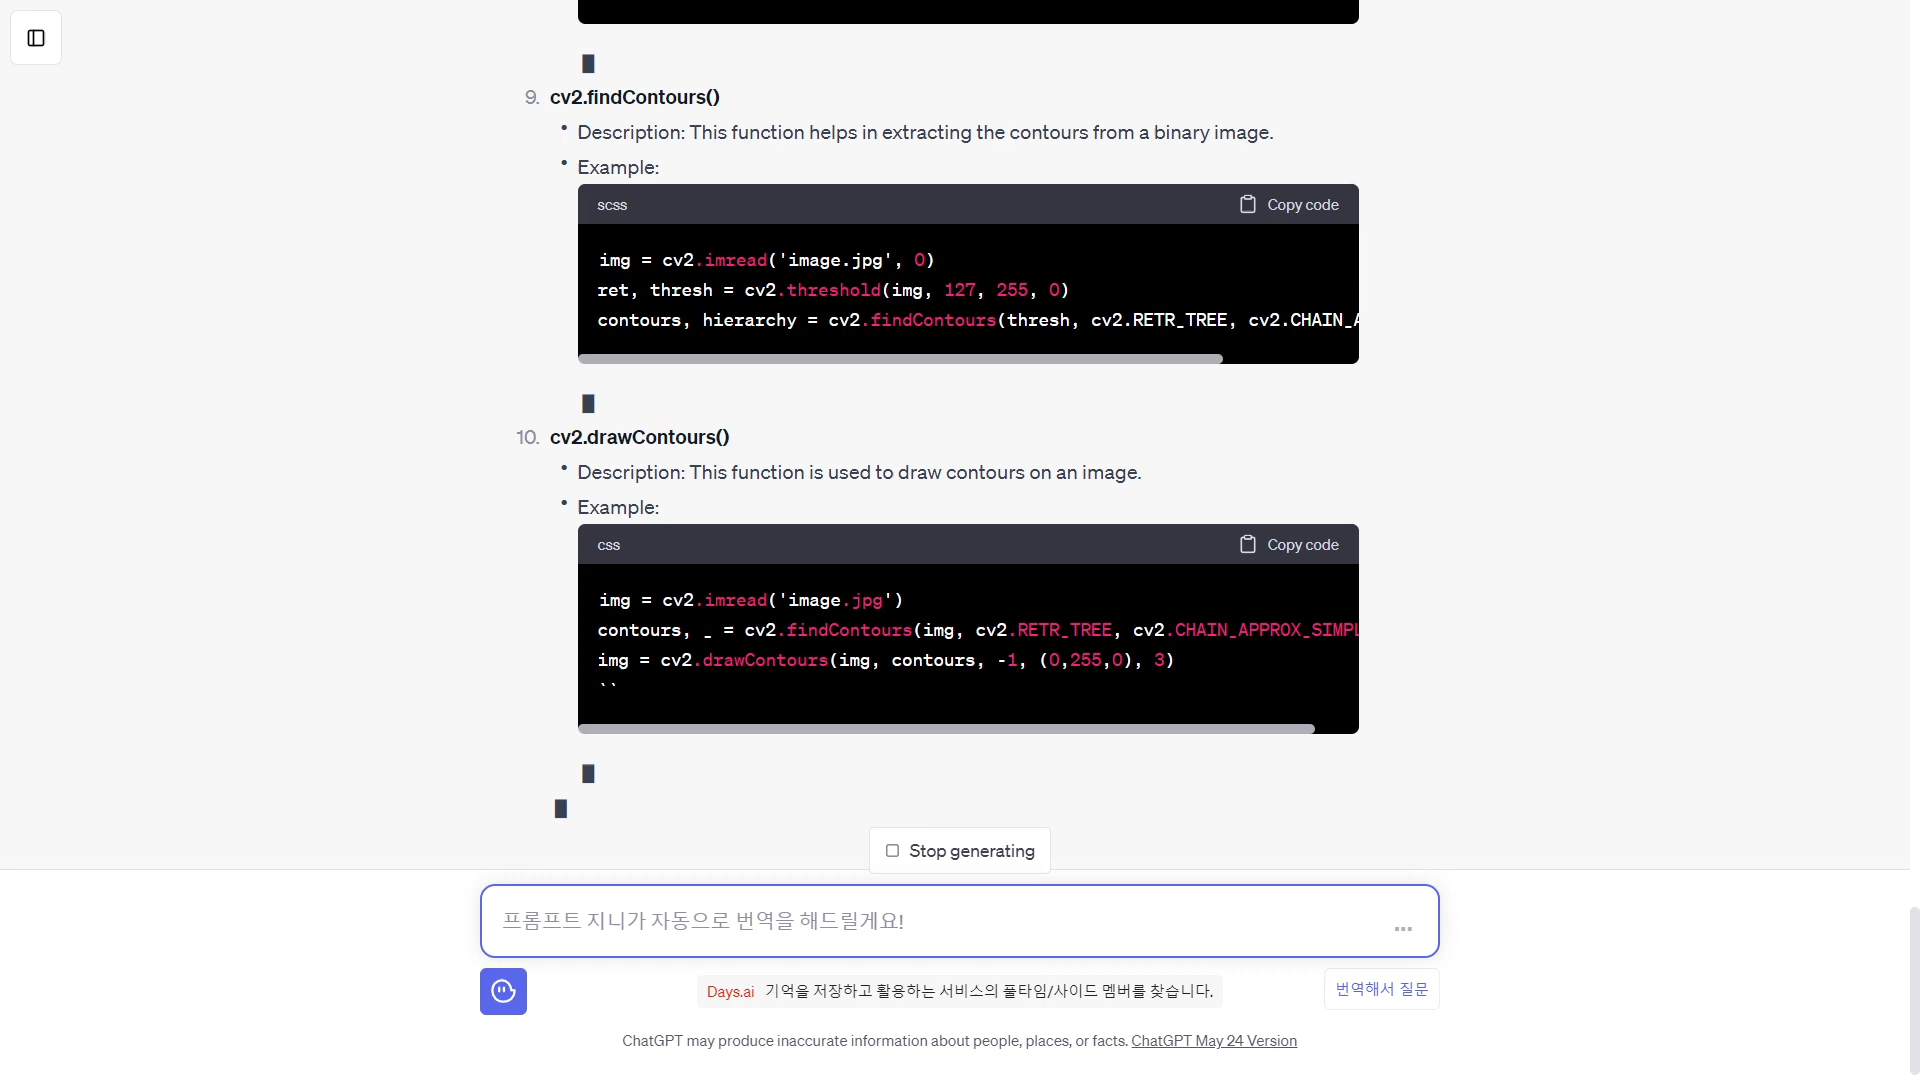 9. cv2.findContours()
• Description: This function helps in extracting the contours from a binary image.
• Example:
scss
Copy code
img = cv2.imread('image.jpg', 0)
ret, thresh = cv2.threshold(img, 127, 255, 0)
contours, hierarchy = cv2.findContours(thresh, cv2.RETR_TREE, cv2.CHAIN_A
10. cv2.drawContours()
• Description: This function is used to draw contours on an image.
• Example:
css
Copy code
img = cv2.imread('image.jpg')
contours, _ = cv2.findContours(img, cv2.RETR_TREE, cv2.CHAIN_APPROX_SIMPL
img = cv2.drawContours(img, contours, -1, (0,255,0), 3)
``
Stop generating
프롬프트 지니가 자동으로 번역을 해드릴게요!
Days.ai 기억을 저장하고 활용하는 서비스의 풀타임/사이드 멤버를 찾습니다.
번역해서 질문
ChatGPT may produce inaccurate information about people, places, or facts. ChatGPT May 24 Version